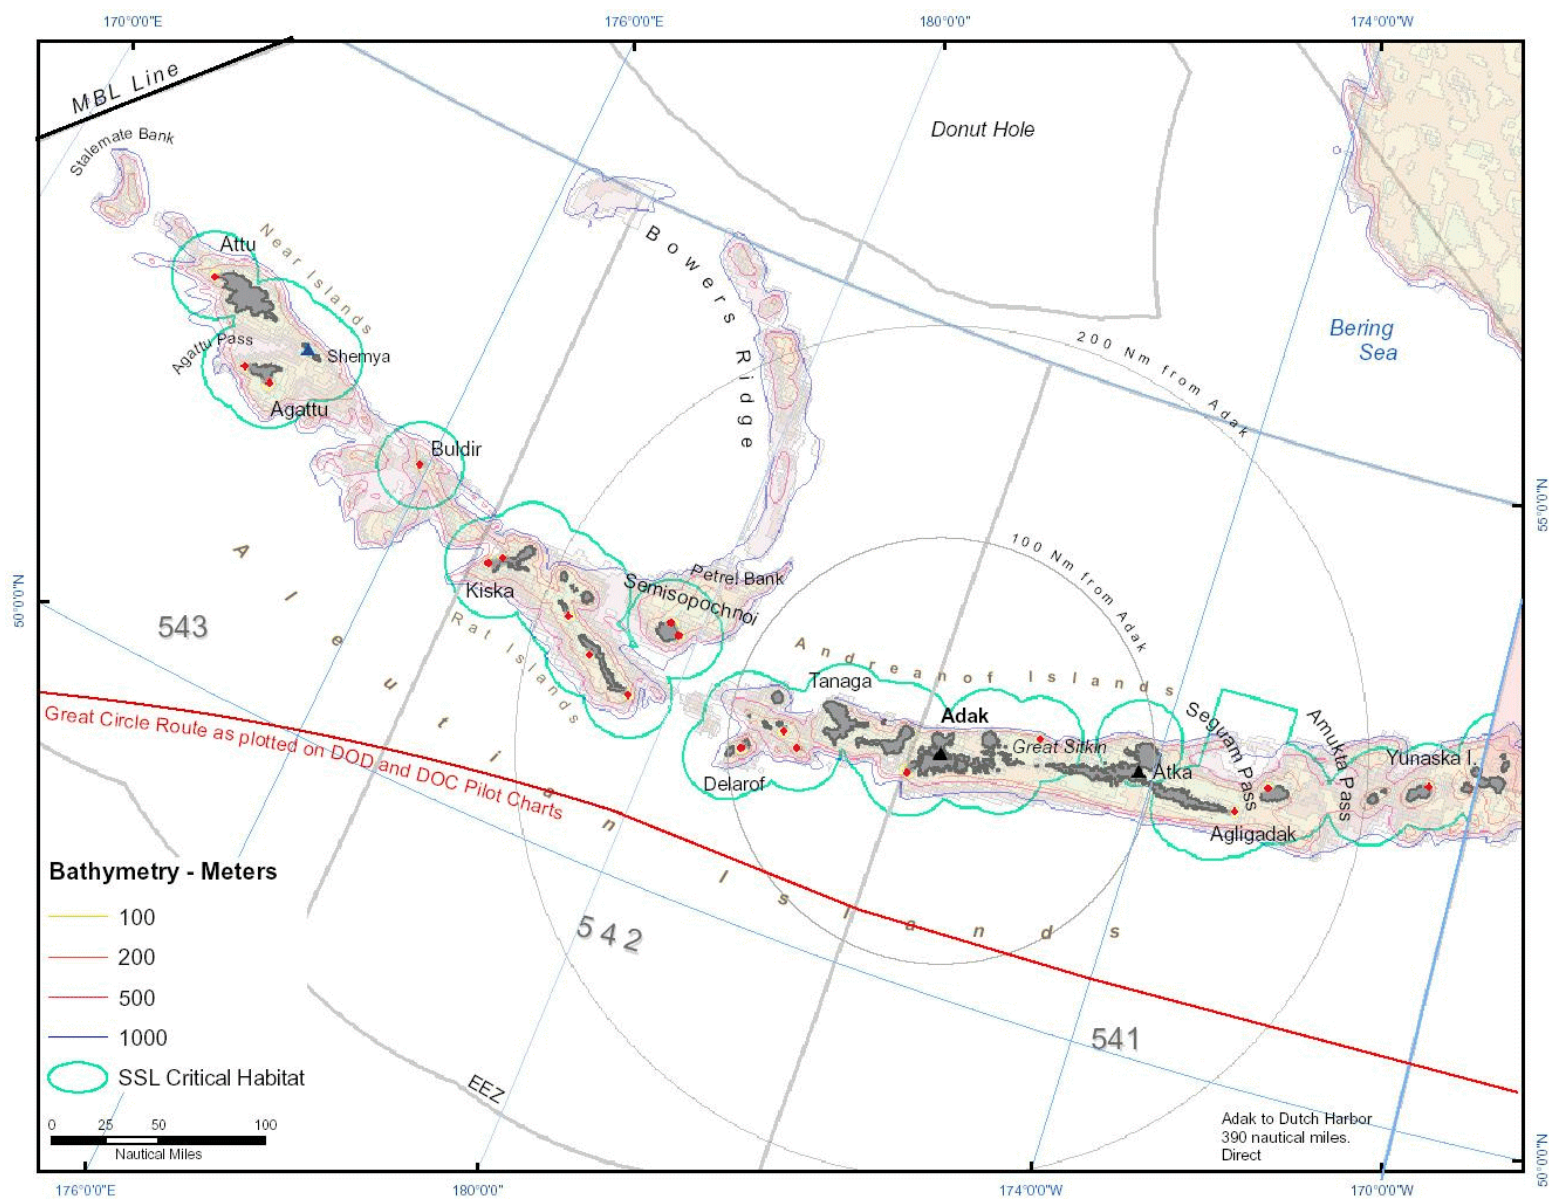 170°0'0"E
176°0'0"E
180°0'0"
174°0'0"W
MBL Line
Stalemate Bank
Donut Hole
Near Islands
Attu
Bowers Ridge
Bering
Sea
200 Nm from Adak
Agattu Pass
Shemya
Agattu
Buldir
55°0'0"N
100 Nm from Adak
Kiska
Petrel Bank
Semisopochnoi
50°0'0"N
543
Rat Islands
Andreanof Islands
Tanaga
Adak
Great Sitkin
Seguam Pass
Amukta Pass
Yunaska I.
Atka
Delarof
Agligadak
Aleutian Islands
Great Circle Route as plotted on DOD and DOC Pilot Charts
542
541
Bathymetry - Meters
100
200
500
1000
SSL Critical Habitat
EEZ
0 25 50 100
Nautical Miles
Adak to Dutch Harbor
390 nautical miles.
Direct
50°0'0"N
176°0'0"E
180°0'0"
174°0'0"W
170°0'0"W